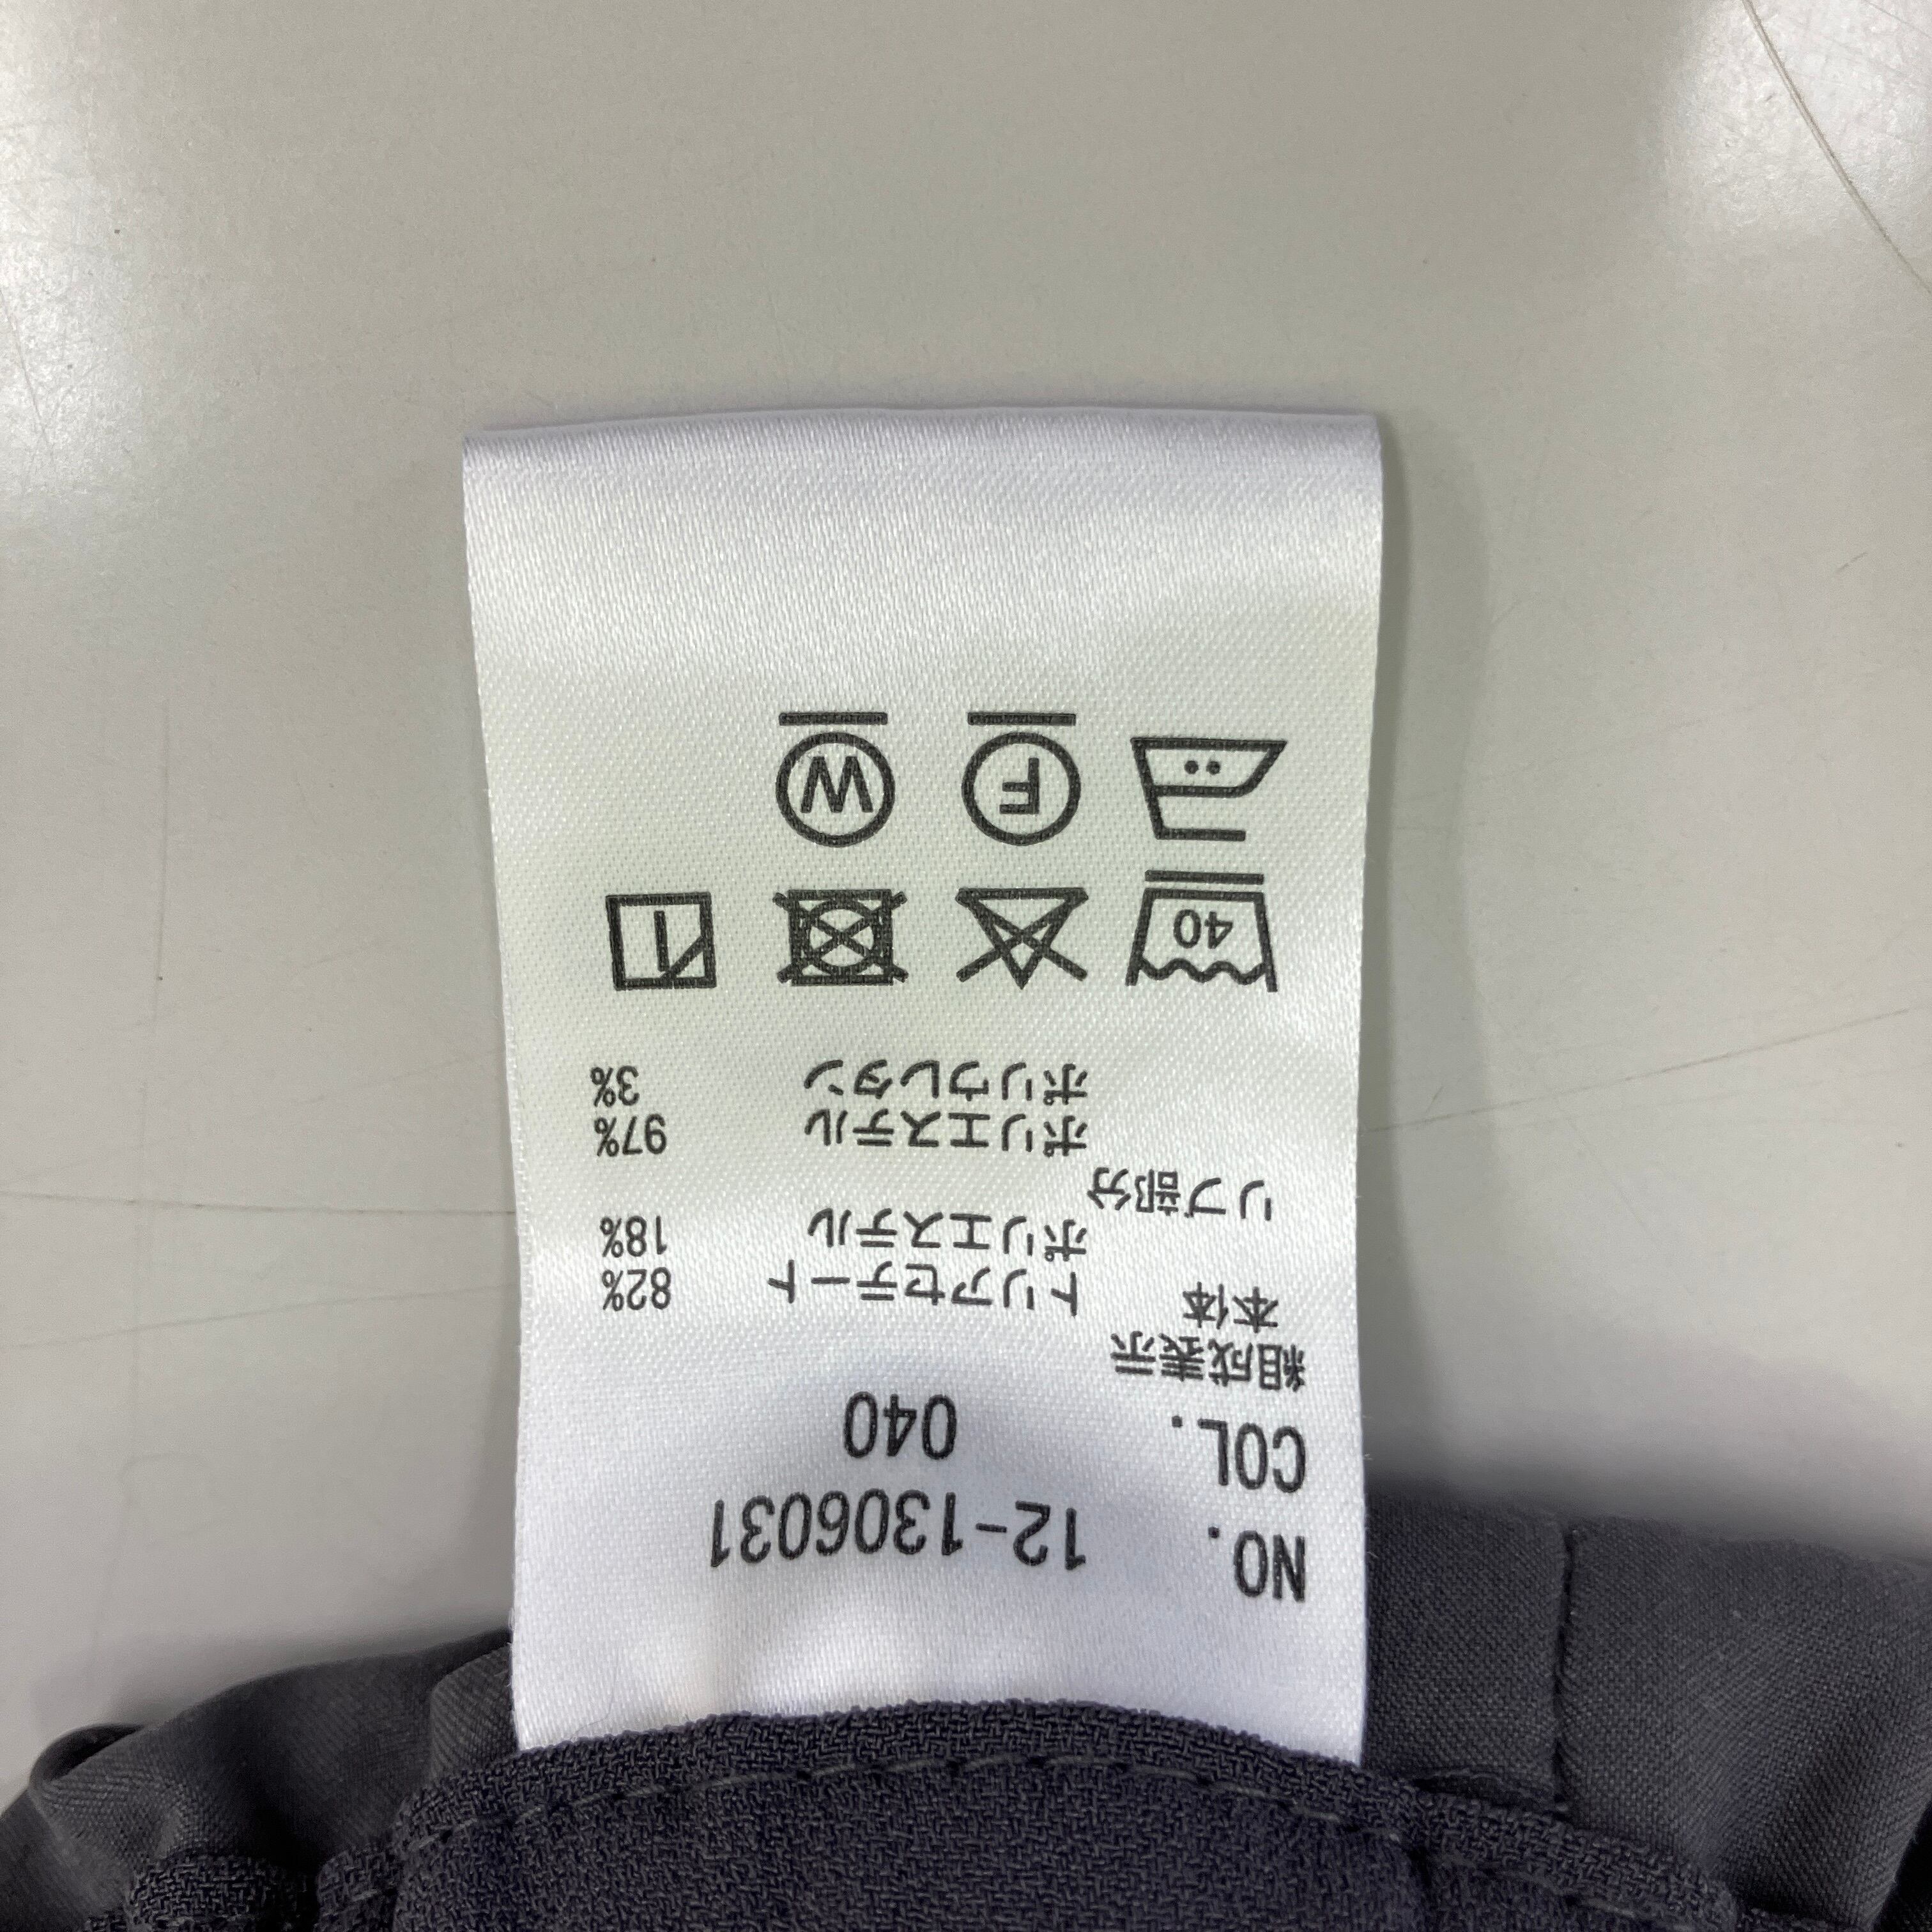 NO. 12-1306031
COL. 040
組成表示
本体
トリアセテート 82%
ポリエステル 18%
リブ部分
ポリエステル 97%
ポリウレタン 3%
40
F W